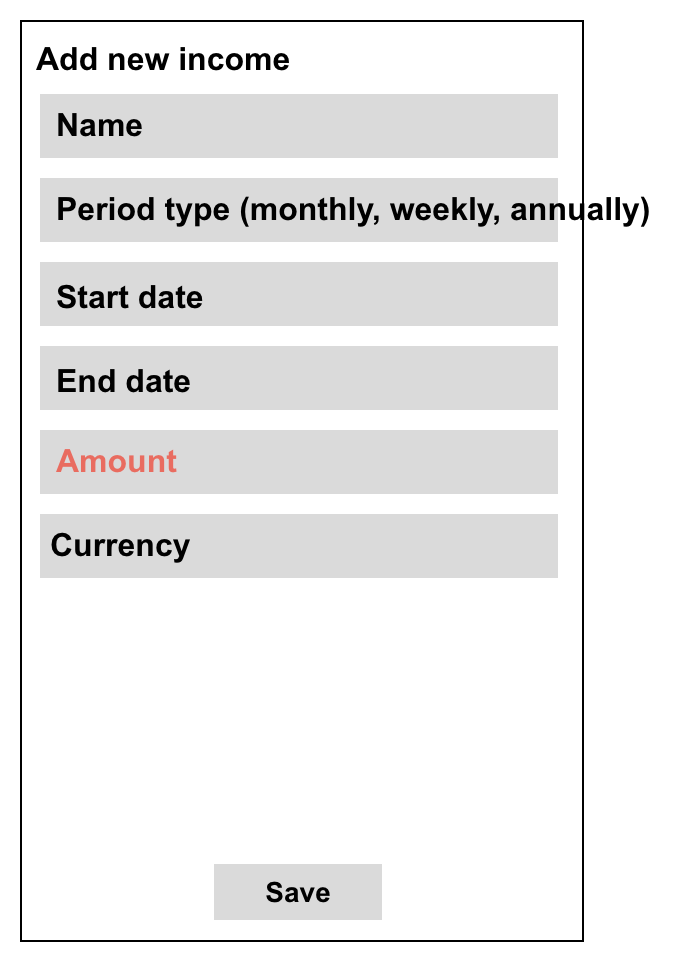 Add new income
Name
Period type (monthly, weekly, annually)
Start date
End date
Amount
Currency
Save